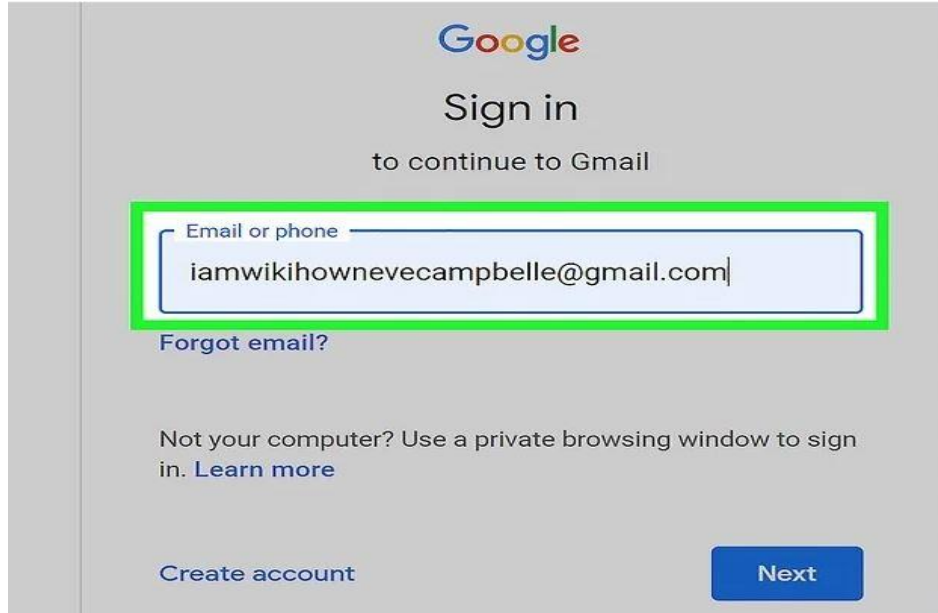 Google
Sign in
to continue to Gmail
Email or phone
iamwikihownevecampbelle@gmail.com
Forgot email?
Not your computer? Use a private browsing window to sign
in. Learn more
Create account
Next